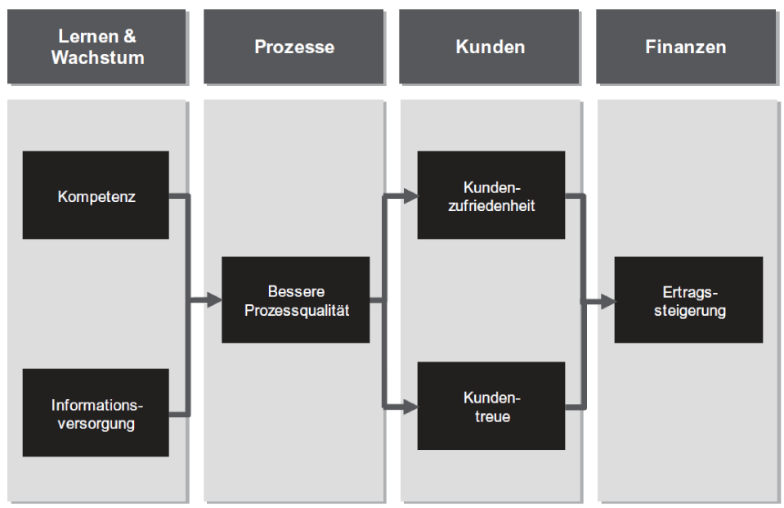 Lernen &
Wachstum
Prozesse
Kunden
Finanzen
Kompetenz
Informations-
versorgung
Bessere
Prozessqualität
Kunden-
zufriedenheit
Kunden-
treue
Ertrags-
steigerung